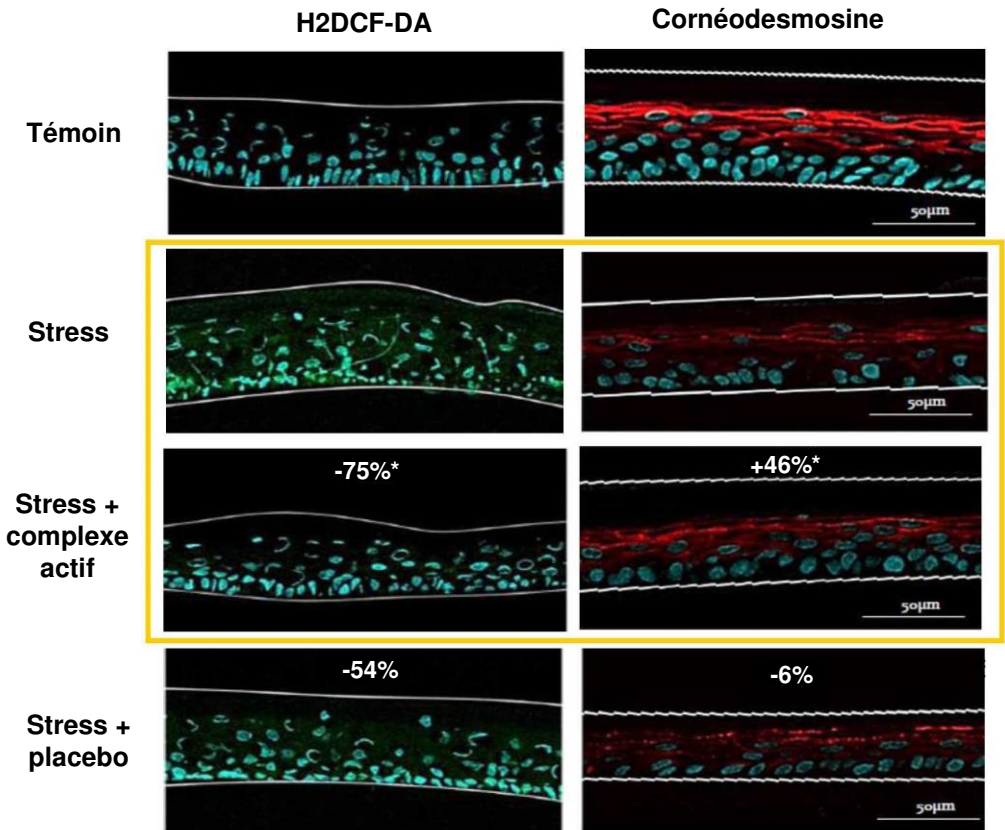 H2DCF-DA
Cornéodesmosine
Témoin
50µm
Stress
50µm
Stress +
complexe
actif
-75%*
+46%*
50µm
Stress +
placebo
-54%
-6%
50µm